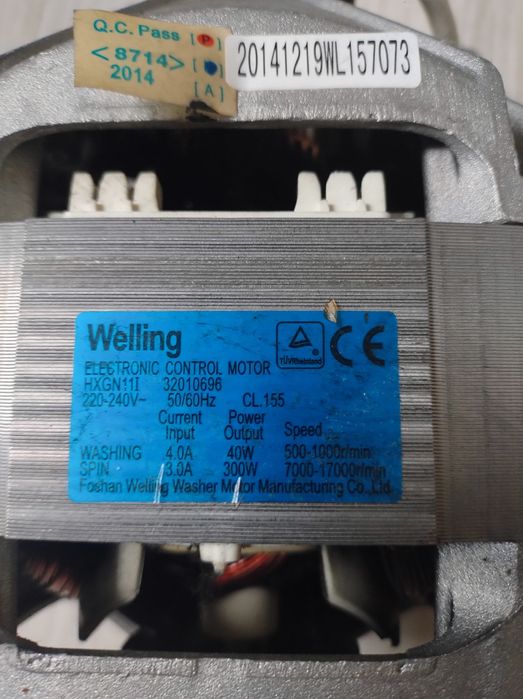 Q.C. Pass [P]
<8714> [●]
2014 [A]
20141219WL157073
Welling
TÜVRheinland
CE
ELECTRONIC CONTROL MOTOR
HXGN11I 32010696
220-240V~ 50/60Hz CL.155
Current Power
Input Output Speed
WASHING 4.0A 40W 500-1000r/min
SPIN 3.0A 300W 7000-17000r/min
Foshan Welling Washer Motor Manufacturing Co.,Ltd.